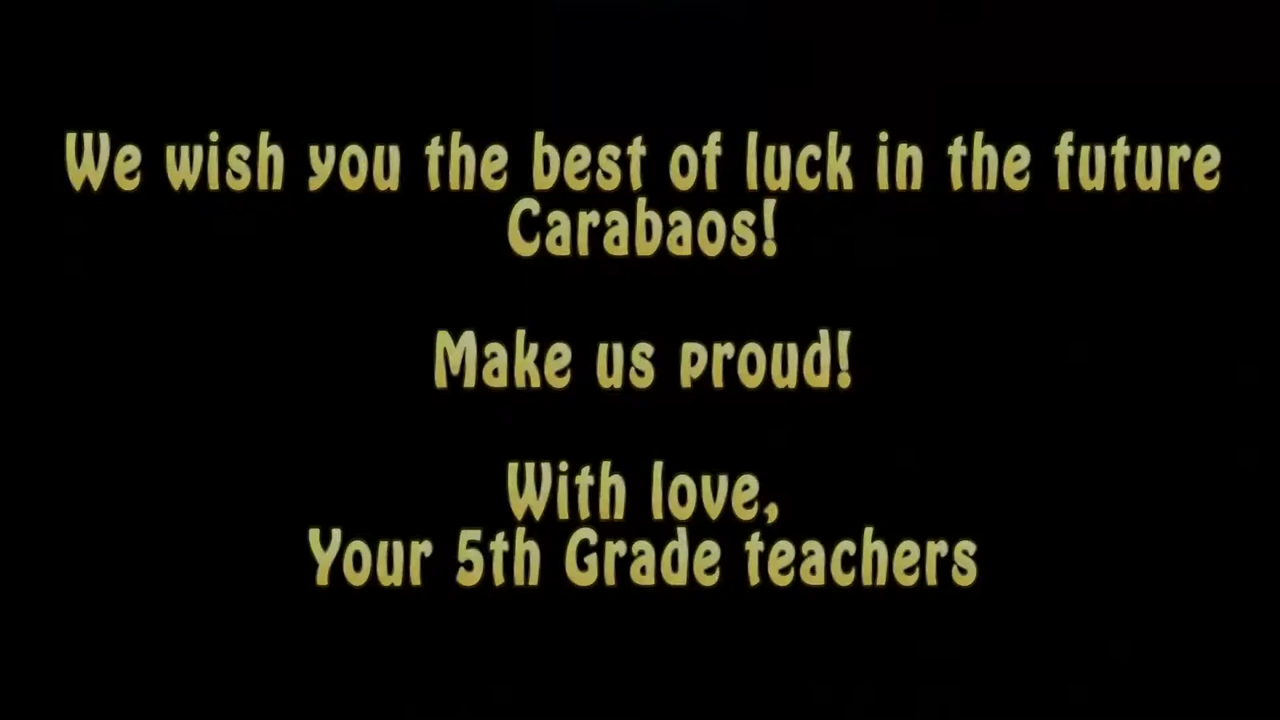 We wish you the best of luck in the future
Carabaos!
Make us proud!
With love,
Your 5th Grade teachers